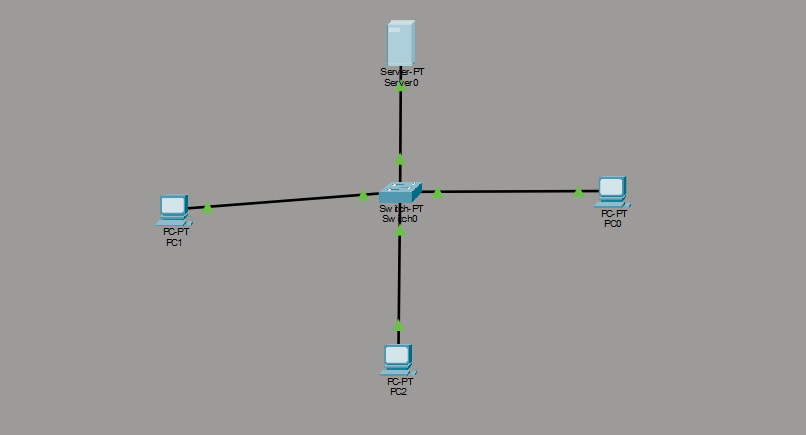 Server-PT
Server0
Switch-PT
Switch0
PC-PT
PC1
PC-PT
PC0
PC-PT
PC2